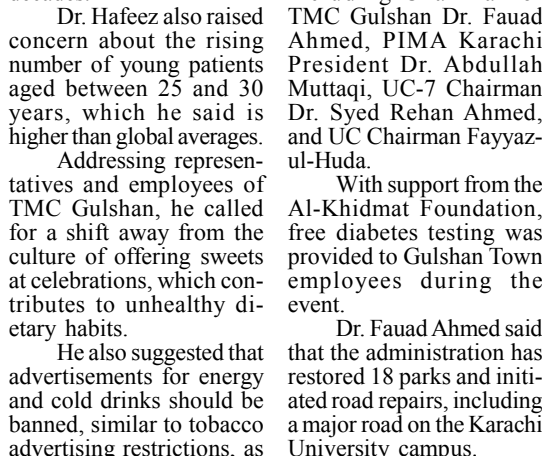 decades.
Dr. Hafeez also raised
concern about the rising
number of young patients
aged between 25 and 30
years, which he said is
higher than global averages.
Addressing represen-
tatives and employees of
TMC Gulshan, he called
for a shift away from the
culture of offering sweets
at celebrations, which con-
tributes to unhealthy di-
etary habits.
He also suggested that
advertisements for energy
and cold drinks should be
banned, similar to tobacco
advertising restrictions, as
TMC Gulshan Dr. Fauad
Ahmed, PIMA Karachi
President Dr. Abdullah
Muttaqi, UC-7 Chairman
Dr. Syed Rehan Ahmed,
and UC Chairman Fayyaz-
ul-Huda.
With support from the
Al-Khidmat Foundation,
free diabetes testing was
provided to Gulshan Town
employees during the
event.
Dr. Fauad Ahmed said
that the administration has
restored 18 parks and initi-
ated road repairs, including
a major road on the Karachi
University campus.